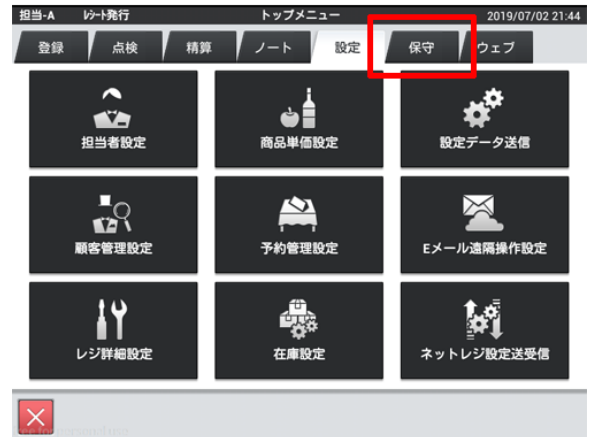 担当-A ﾚｼｰﾄ発行 トップメニュー 2019/07/02 21:44
登録 点検 精算 ノート 設定 保守 ウェブ
担当者設定 商品単価設定 設定データ送信
顧客管理設定 予約管理設定 Eメール遠隔操作設定
レジ詳細設定 在庫設定 ネットレジ設定送受信